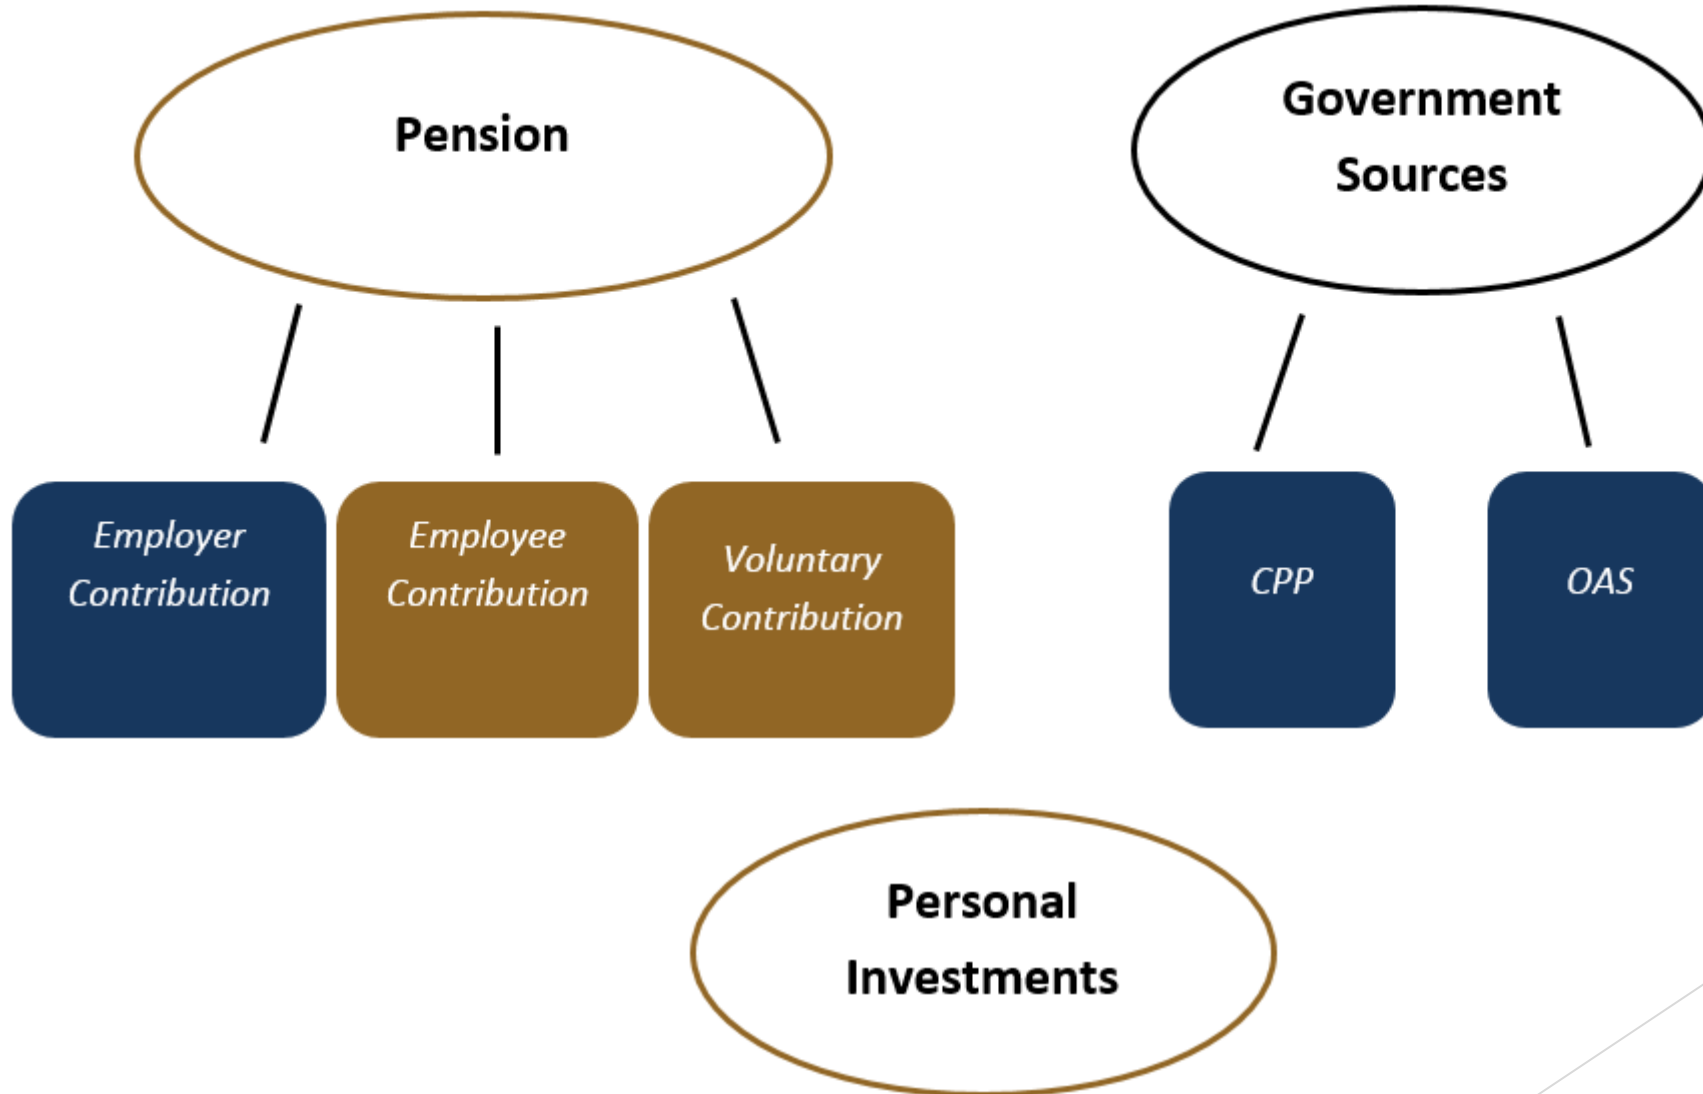 Pension
Government
Sources
Employer
Contribution
Employee
Contribution
Voluntary
Contribution
CPP
OAS
Personal
Investments